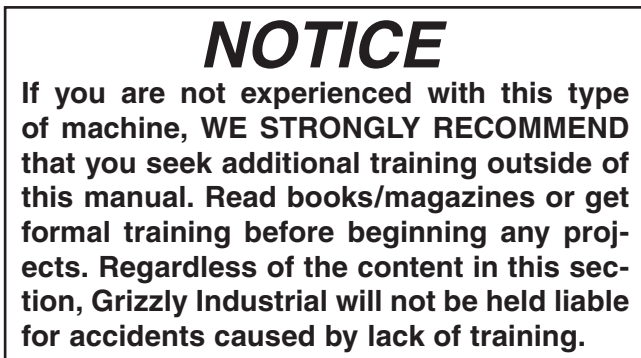 NOTICE
If you are not experienced with this type
of machine, WE STRONGLY RECOMMEND
that you seek additional training outside of
this manual. Read books/magazines or get
formal training before beginning any proj-
ects. Regardless of the content in this sec-
tion, Grizzly Industrial will not be held liable
for accidents caused by lack of training.